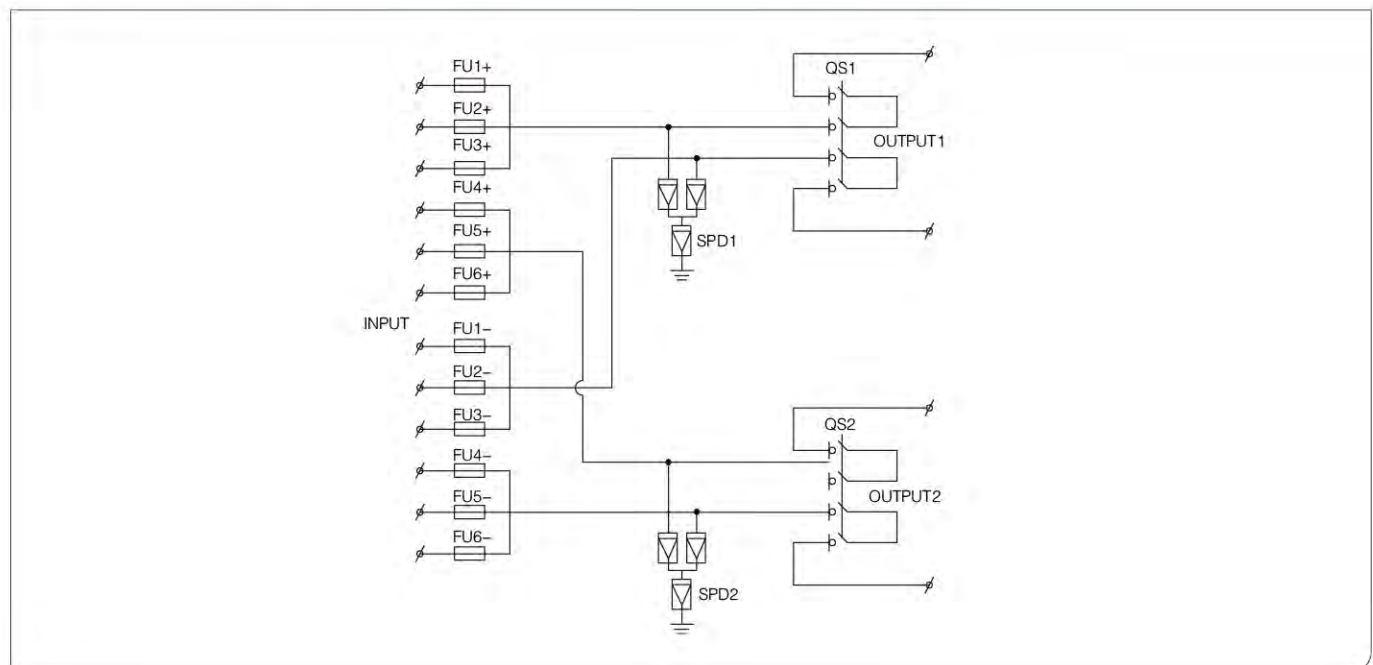 FU1+
FU2+
FU3+
FU4+
FU5+
FU6+
INPUT
FU1–
FU2–
FU3–
FU4–
FU5–
FU6–
QS1
OUTPUT1
SPD1
QS2
OUTPUT2
SPD2